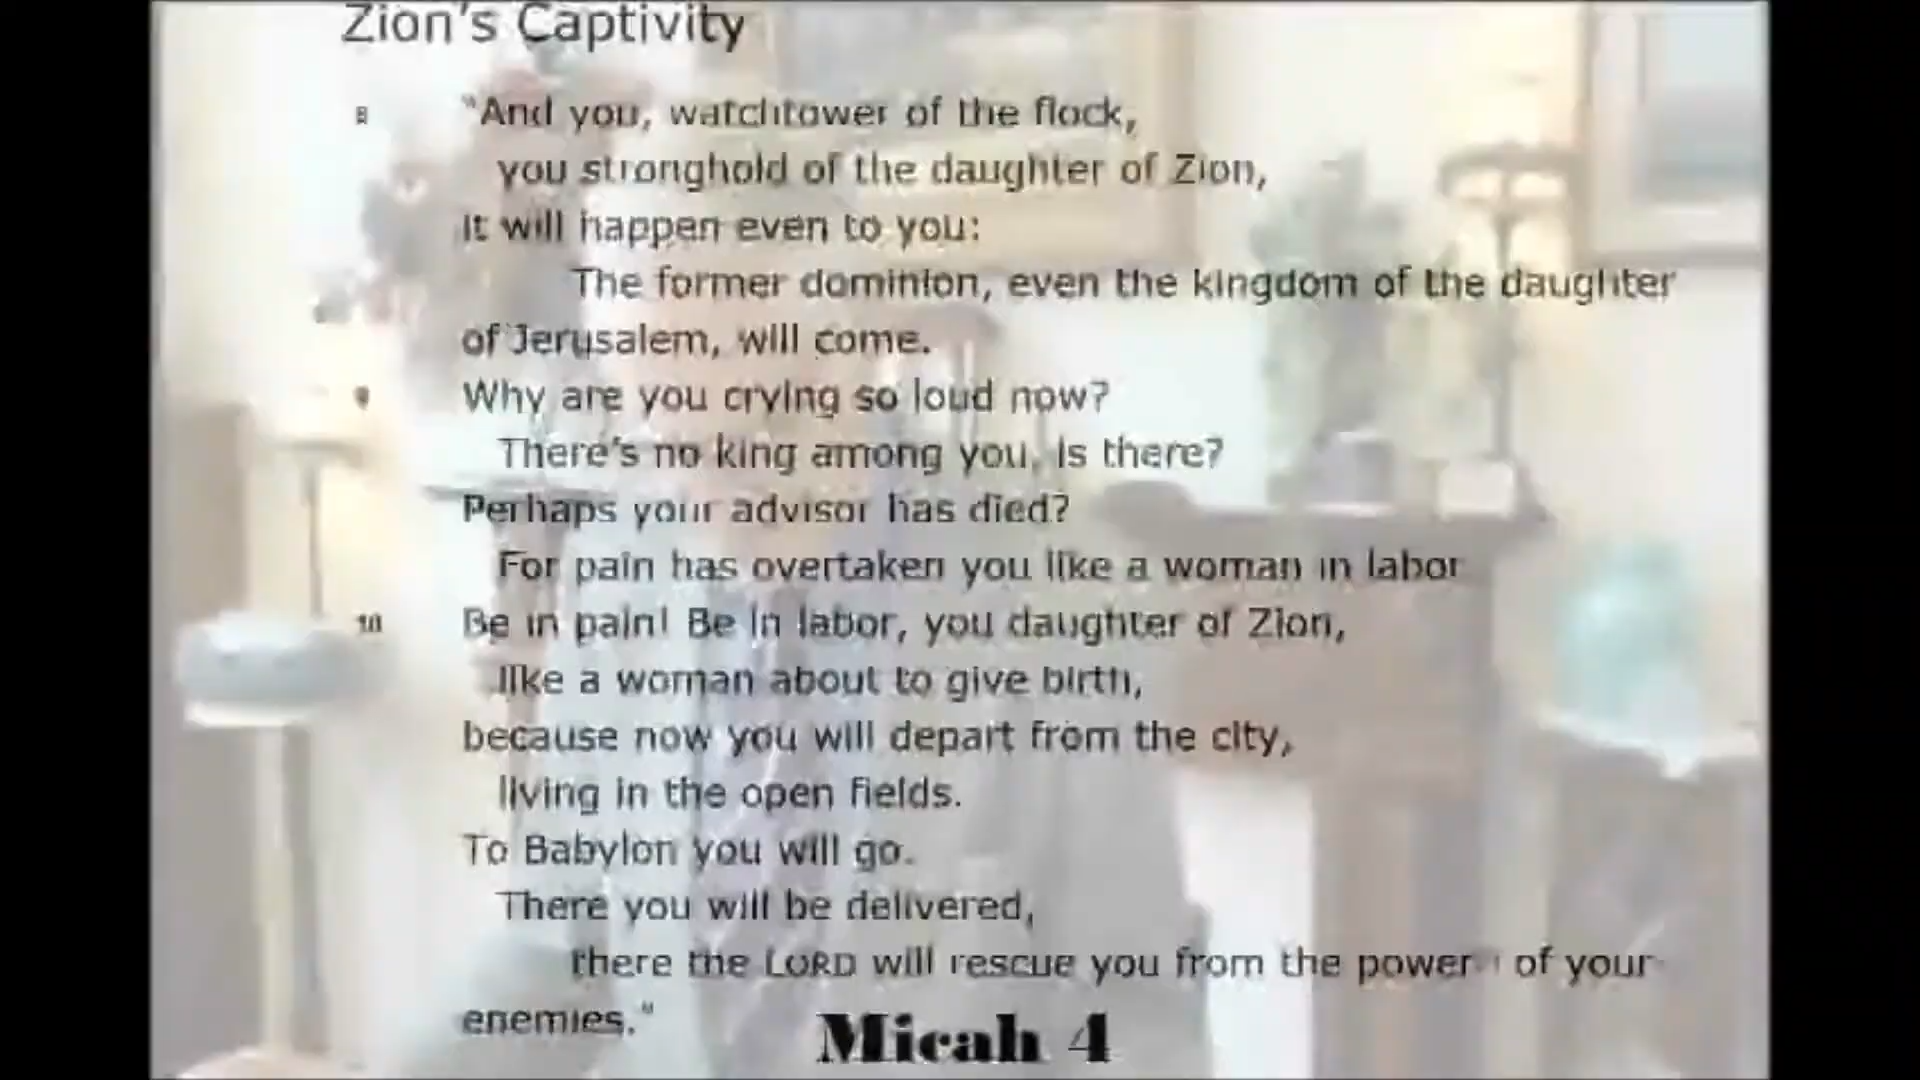 Zion's Captivity
8 "And you, watchtower of the flock,
you stronghold of the daughter of Zion,
it will happen even to you:
The former dominion, even the kingdom of the daughter
of Jerusalem, will come.
9 Why are you crying so loud now?
There's no king among you, is there?
Perhaps your advisor has died?
For pain has overtaken you like a woman in labor
10 Be in pain! Be in labor, you daughter of Zion,
like a woman about to give birth,
because now you will depart from the city,
living in the open fields.
To Babylon you will go.
There you will be delivered,
there the LORD will rescue you from the power of your
enemies."
Micah 4